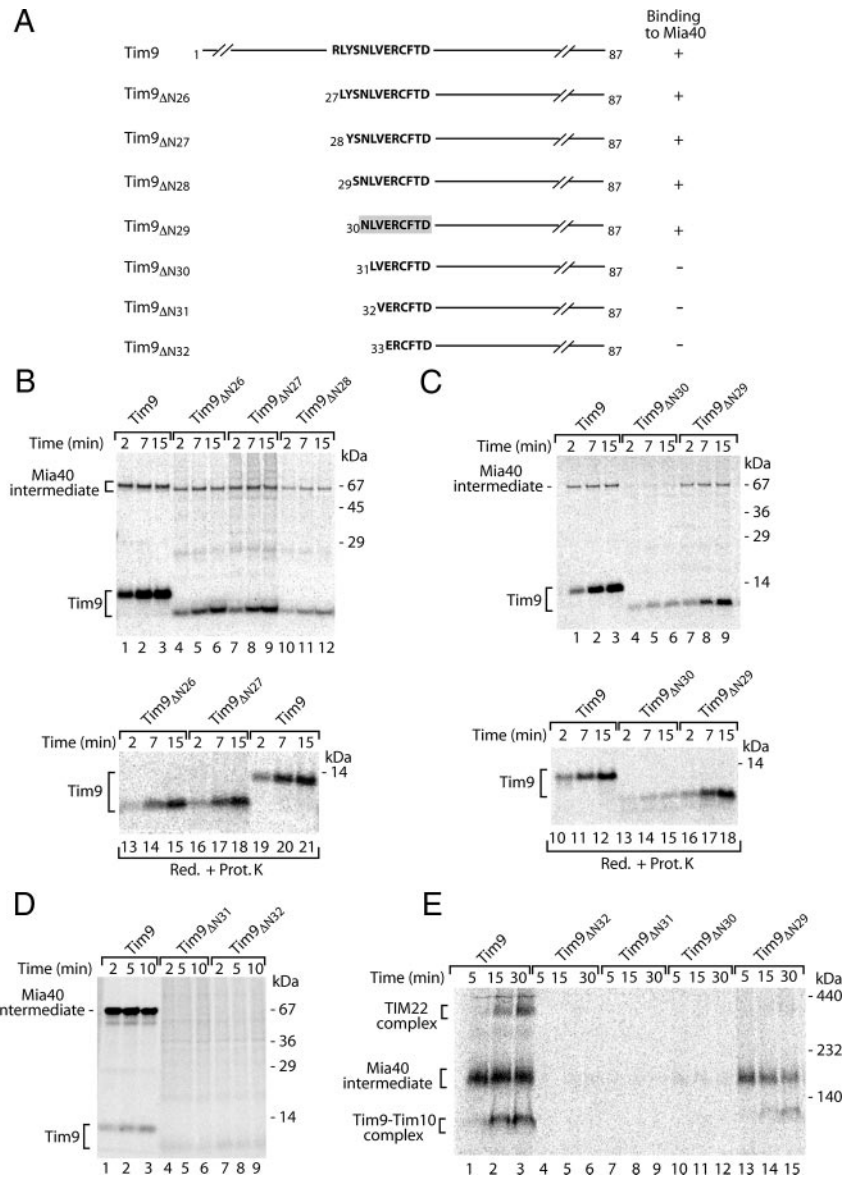 A
Binding
to Mia40
Tim9 1 RLYSNLVERCFTD 87 +
Tim9ΔN26 27LYSNLVERCFTD 87 +
Tim9ΔN27 28YSNLVERCFTD 87 +
Tim9ΔN28 29SNLVERCFTD 87 +
Tim9ΔN29 30NLVERCFTD 87 +
Tim9ΔN30 31LVERCFTD 87 –
Tim9ΔN31 32VERCFTD 87 –
Tim9ΔN32 33ERCFTD 87 –
B
Tim9 Tim9ΔN26 Tim9ΔN27 Tim9ΔN28
Time (min) 2 7 15 2 7 15 2 7 15 2 7 15
kDa
Mia40
intermediate
- 67
- 45
- 29
Tim9
1 2 3 4 5 6 7 8 9 10 11 12
Tim9ΔN26 Tim9ΔN27 Tim9
Time (min) 2 7 15 2 7 15 2 7 15
kDa
- 14
Tim9
13 14 15 16 17 18 19 20 21
Red. + Prot. K
C
Tim9 Tim9ΔN30 Tim9ΔN29
Time (min) 2 7 15 2 7 15 2 7 15
kDa
Mia40
intermediate -
- 67
- 36
- 29
- 14
Tim9
1 2 3 4 5 6 7 8 9
Tim9 Tim9ΔN30 Tim9ΔN29
Time (min) 2 7 15 2 7 15 2 7 15
kDa
- 14
Tim9
10 11 12 13 14 15 16 17 18
Red. + Prot. K
D
Tim9 Tim9ΔN31 Tim9ΔN32
Time (min) 2 5 10 2 5 10 2 5 10
kDa
Mia40
intermediate -
- 67
- 36
- 29
- 14
Tim9
1 2 3 4 5 6 7 8 9
E
Tim9 Tim9ΔN32 Tim9ΔN31 Tim9ΔN30 Tim9ΔN29
Time (min) 5 15 30 5 15 30 5 15 30 5 15 30 5 15 30
kDa
- 440
TIM22
complex
- 232
Mia40
intermediate
- 140
Tim9-Tim10
complex
1 2 3 4 5 6 7 8 9 10 11 12 13 14 15